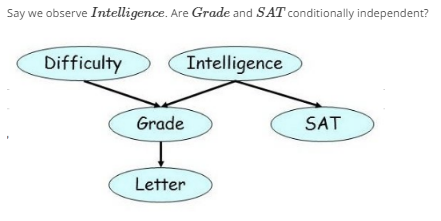 Say we observe Intelligence. Are Grade and SAT conditionally independent?
Difficulty
Intelligence
Grade
SAT
Letter